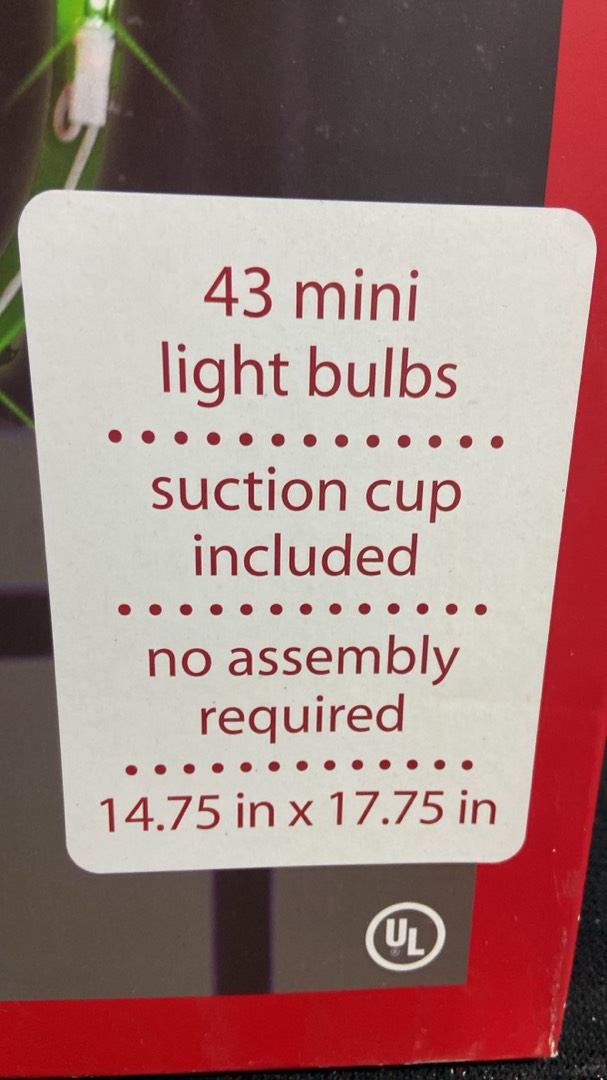 43 mini
light bulbs
suction cup
included
no assembly
required
14.75 in x 17.75 in
UL
®